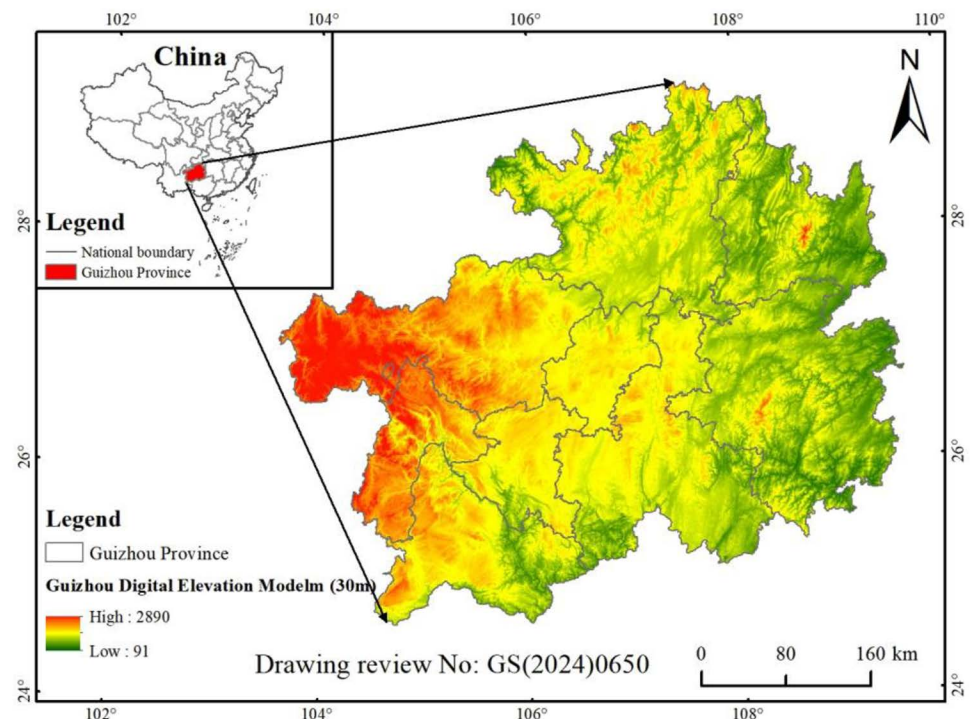 102° 104° 106° 108° 110°
China
N
Legend
National boundary
Guizhou Province
28° 28°
26° 26°
Legend
Guizhou Province
Guizhou Digital Elevation Modelm (30m)
High : 2890
Low : 91
Drawing review No: GS(2024)0650
0 80 160 km
24° 24°
102° 104° 106° 108°